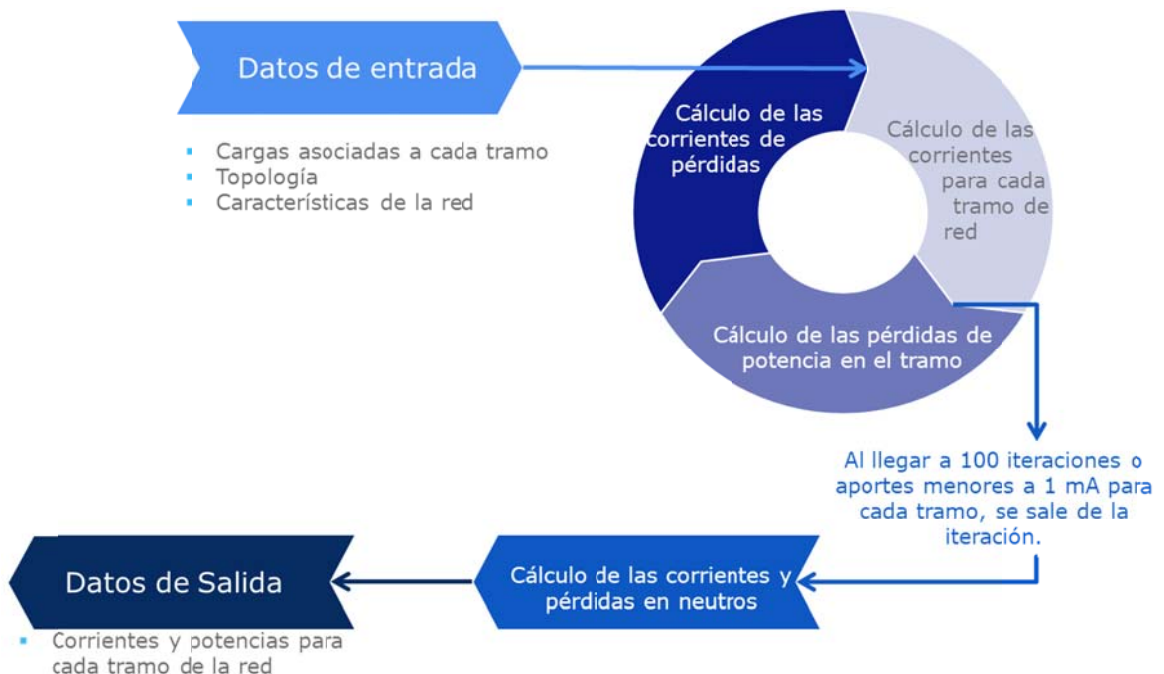 Datos de entrada
Cargas asociadas a cada tramo
Topología
Características de la red
Cálculo de las
corrientes de
pérdidas
Cálculo de las
corrientes
para cada
tramo de
red
Cálculo de las pérdidas de
potencia en el tramo
Al llegar a 100 iteraciones o
aportes menores a 1 mA para
cada tramo, se sale de la
iteración.
Cálculo de las corrientes y
pérdidas en neutros
Datos de Salida
Corrientes y potencias para
cada tramo de la red